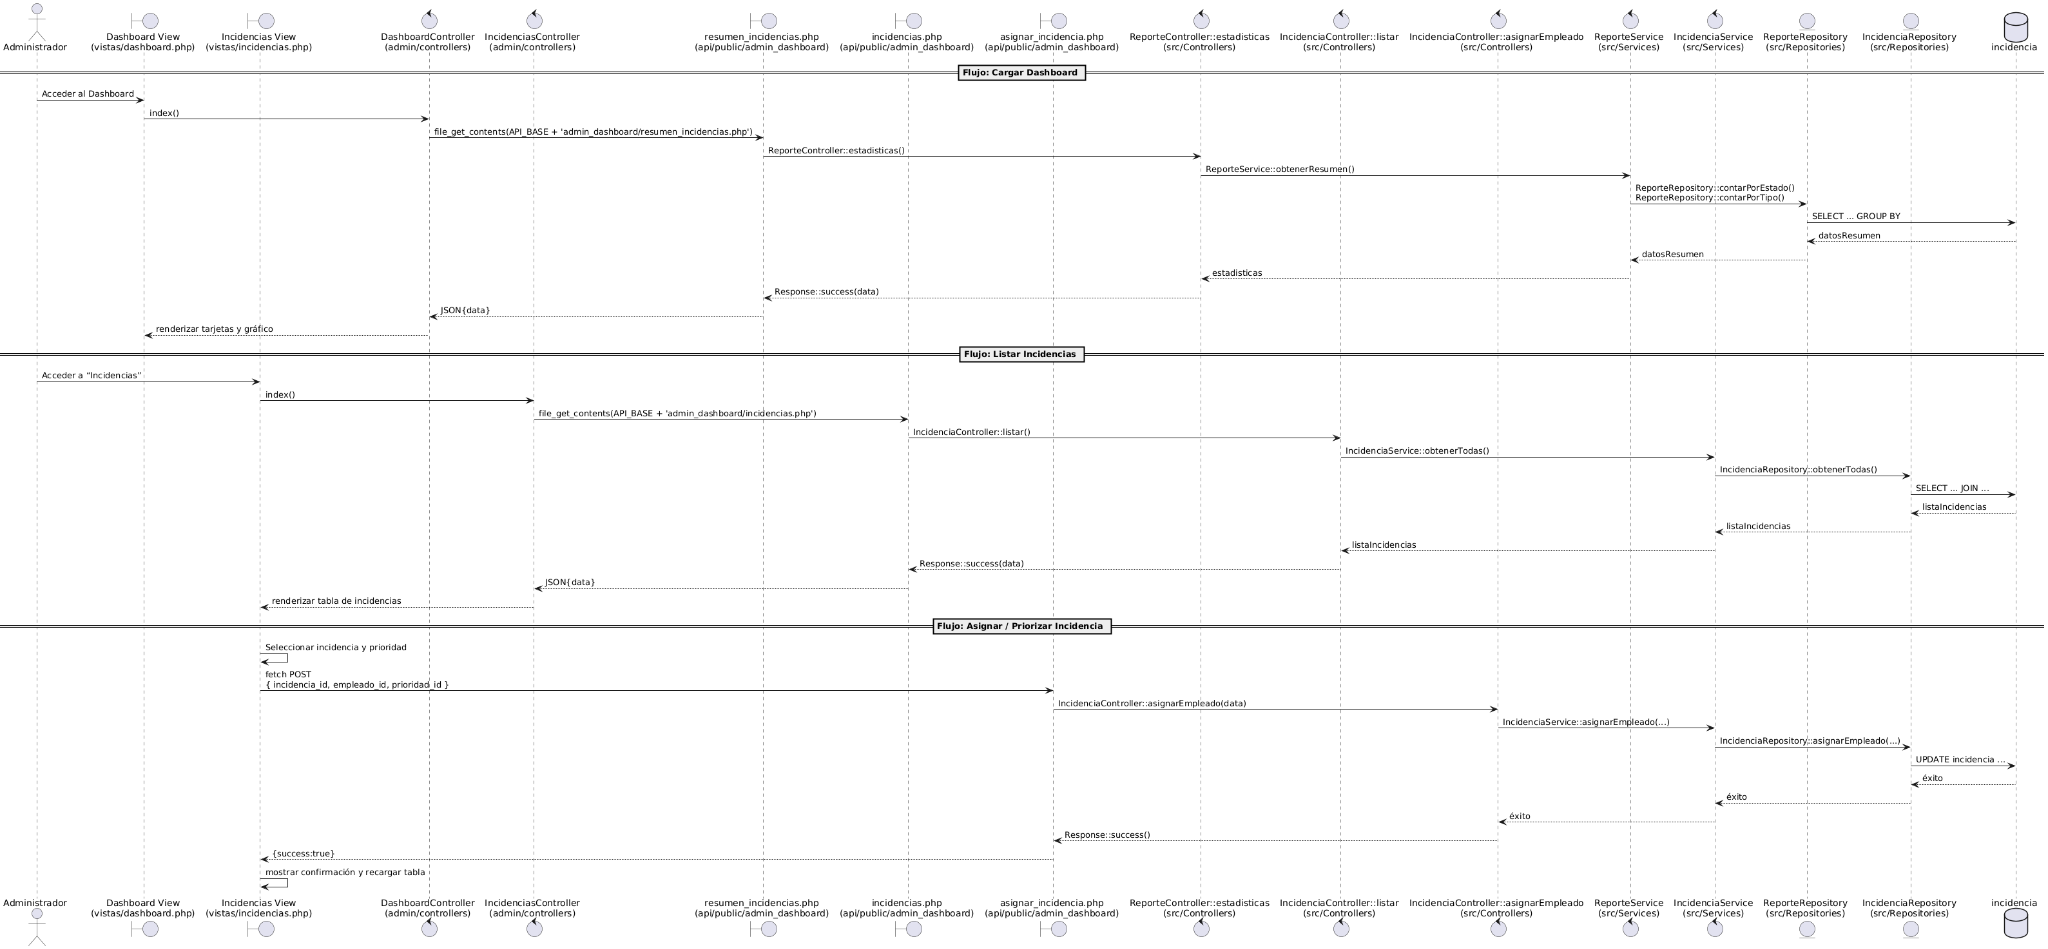 Administrador
Dashboard View
(vistas/dashboard.php)
Incidencias View
(vistas/incidencias.php)
DashboardController
(admin/controllers)
IncidenciasController
(admin/controllers)
resumen_incidencias.php
(api/public/admin_dashboard)
incidencias.php
(api/public/admin_dashboard)
asignar_incidencia.php
(api/public/admin_dashboard)
ReporteController::estadisticas
(src/Controllers)
IncidenciaController::listar
(src/Controllers)
IncidenciaController::asignarEmpleado
(src/Controllers)
ReporteService
(src/Services)
IncidenciaService
(src/Services)
ReporteRepository
(src/Repositories)
IncidenciaRepository
(src/Repositories)
incidencia
Flujo: Cargar Dashboard
Acceder al Dashboard
index()
file_get_contents(API_BASE + 'admin_dashboard/resumen_incidencias.php')
ReporteController::estadisticas()
ReporteService::obtenerResumen()
ReporteRepository::contarPorEstado()
ReporteRepository::contarPorTipo()
SELECT ... GROUP BY
datosResumen
datosResumen
estadisticas
Response::success(data)
JSON{data}
renderizar tarjetas y gráfico
Flujo: Listar Incidencias
Acceder a "Incidencias"
index()
file_get_contents(API_BASE + 'admin_dashboard/incidencias.php')
IncidenciaController::listar()
IncidenciaService::obtenerTodas()
IncidenciaRepository::obtenerTodas()
SELECT ... JOIN ...
listaIncidencias
listaIncidencias
listaIncidencias
Response::success(data)
JSON{data}
renderizar tabla de incidencias
Flujo: Asignar / Priorizar Incidencia
Seleccionar incidencia y prioridad
fetch POST
{ incidencia_id, empleado_id, prioridad_id }
IncidenciaController::asignarEmpleado(data)
IncidenciaService::asignarEmpleado(...)
IncidenciaRepository::asignarEmpleado(...)
UPDATE incidencia ...
éxito
éxito
éxito
Response::success()
{success:true}
mostrar confirmación y recargar tabla
Administrador
Dashboard View
(vistas/dashboard.php)
Incidencias View
(vistas/incidencias.php)
DashboardController
(admin/controllers)
IncidenciasController
(admin/controllers)
resumen_incidencias.php
(api/public/admin_dashboard)
incidencias.php
(api/public/admin_dashboard)
asignar_incidencia.php
(api/public/admin_dashboard)
ReporteController::estadisticas
(src/Controllers)
IncidenciaController::listar
(src/Controllers)
IncidenciaController::asignarEmpleado
(src/Controllers)
ReporteService
(src/Services)
IncidenciaService
(src/Services)
ReporteRepository
(src/Repositories)
IncidenciaRepository
(src/Repositories)
incidencia